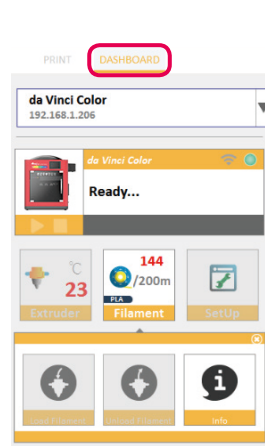 PRINT DASHBOARD
da Vinci Color
192.168.1.206
da Vinci Color
Ready...
°C
23
Extruder
144
/200m
PLA
Filament
SetUp
Load Filament
Unload Filament
Info